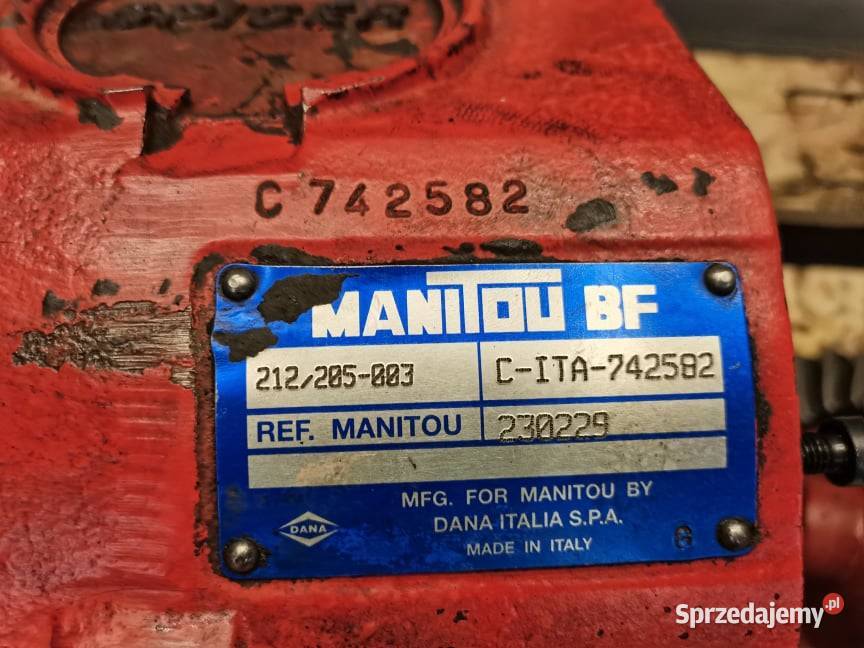 C 742582
MANITOU BF
212/205-003 C-ITA-742582
REF. MANITOU 230229
MFG. FOR MANITOU BY
DANA ITALIA S.P.A.
DANA
MADE IN ITALY G
Sprzedajemy.pl